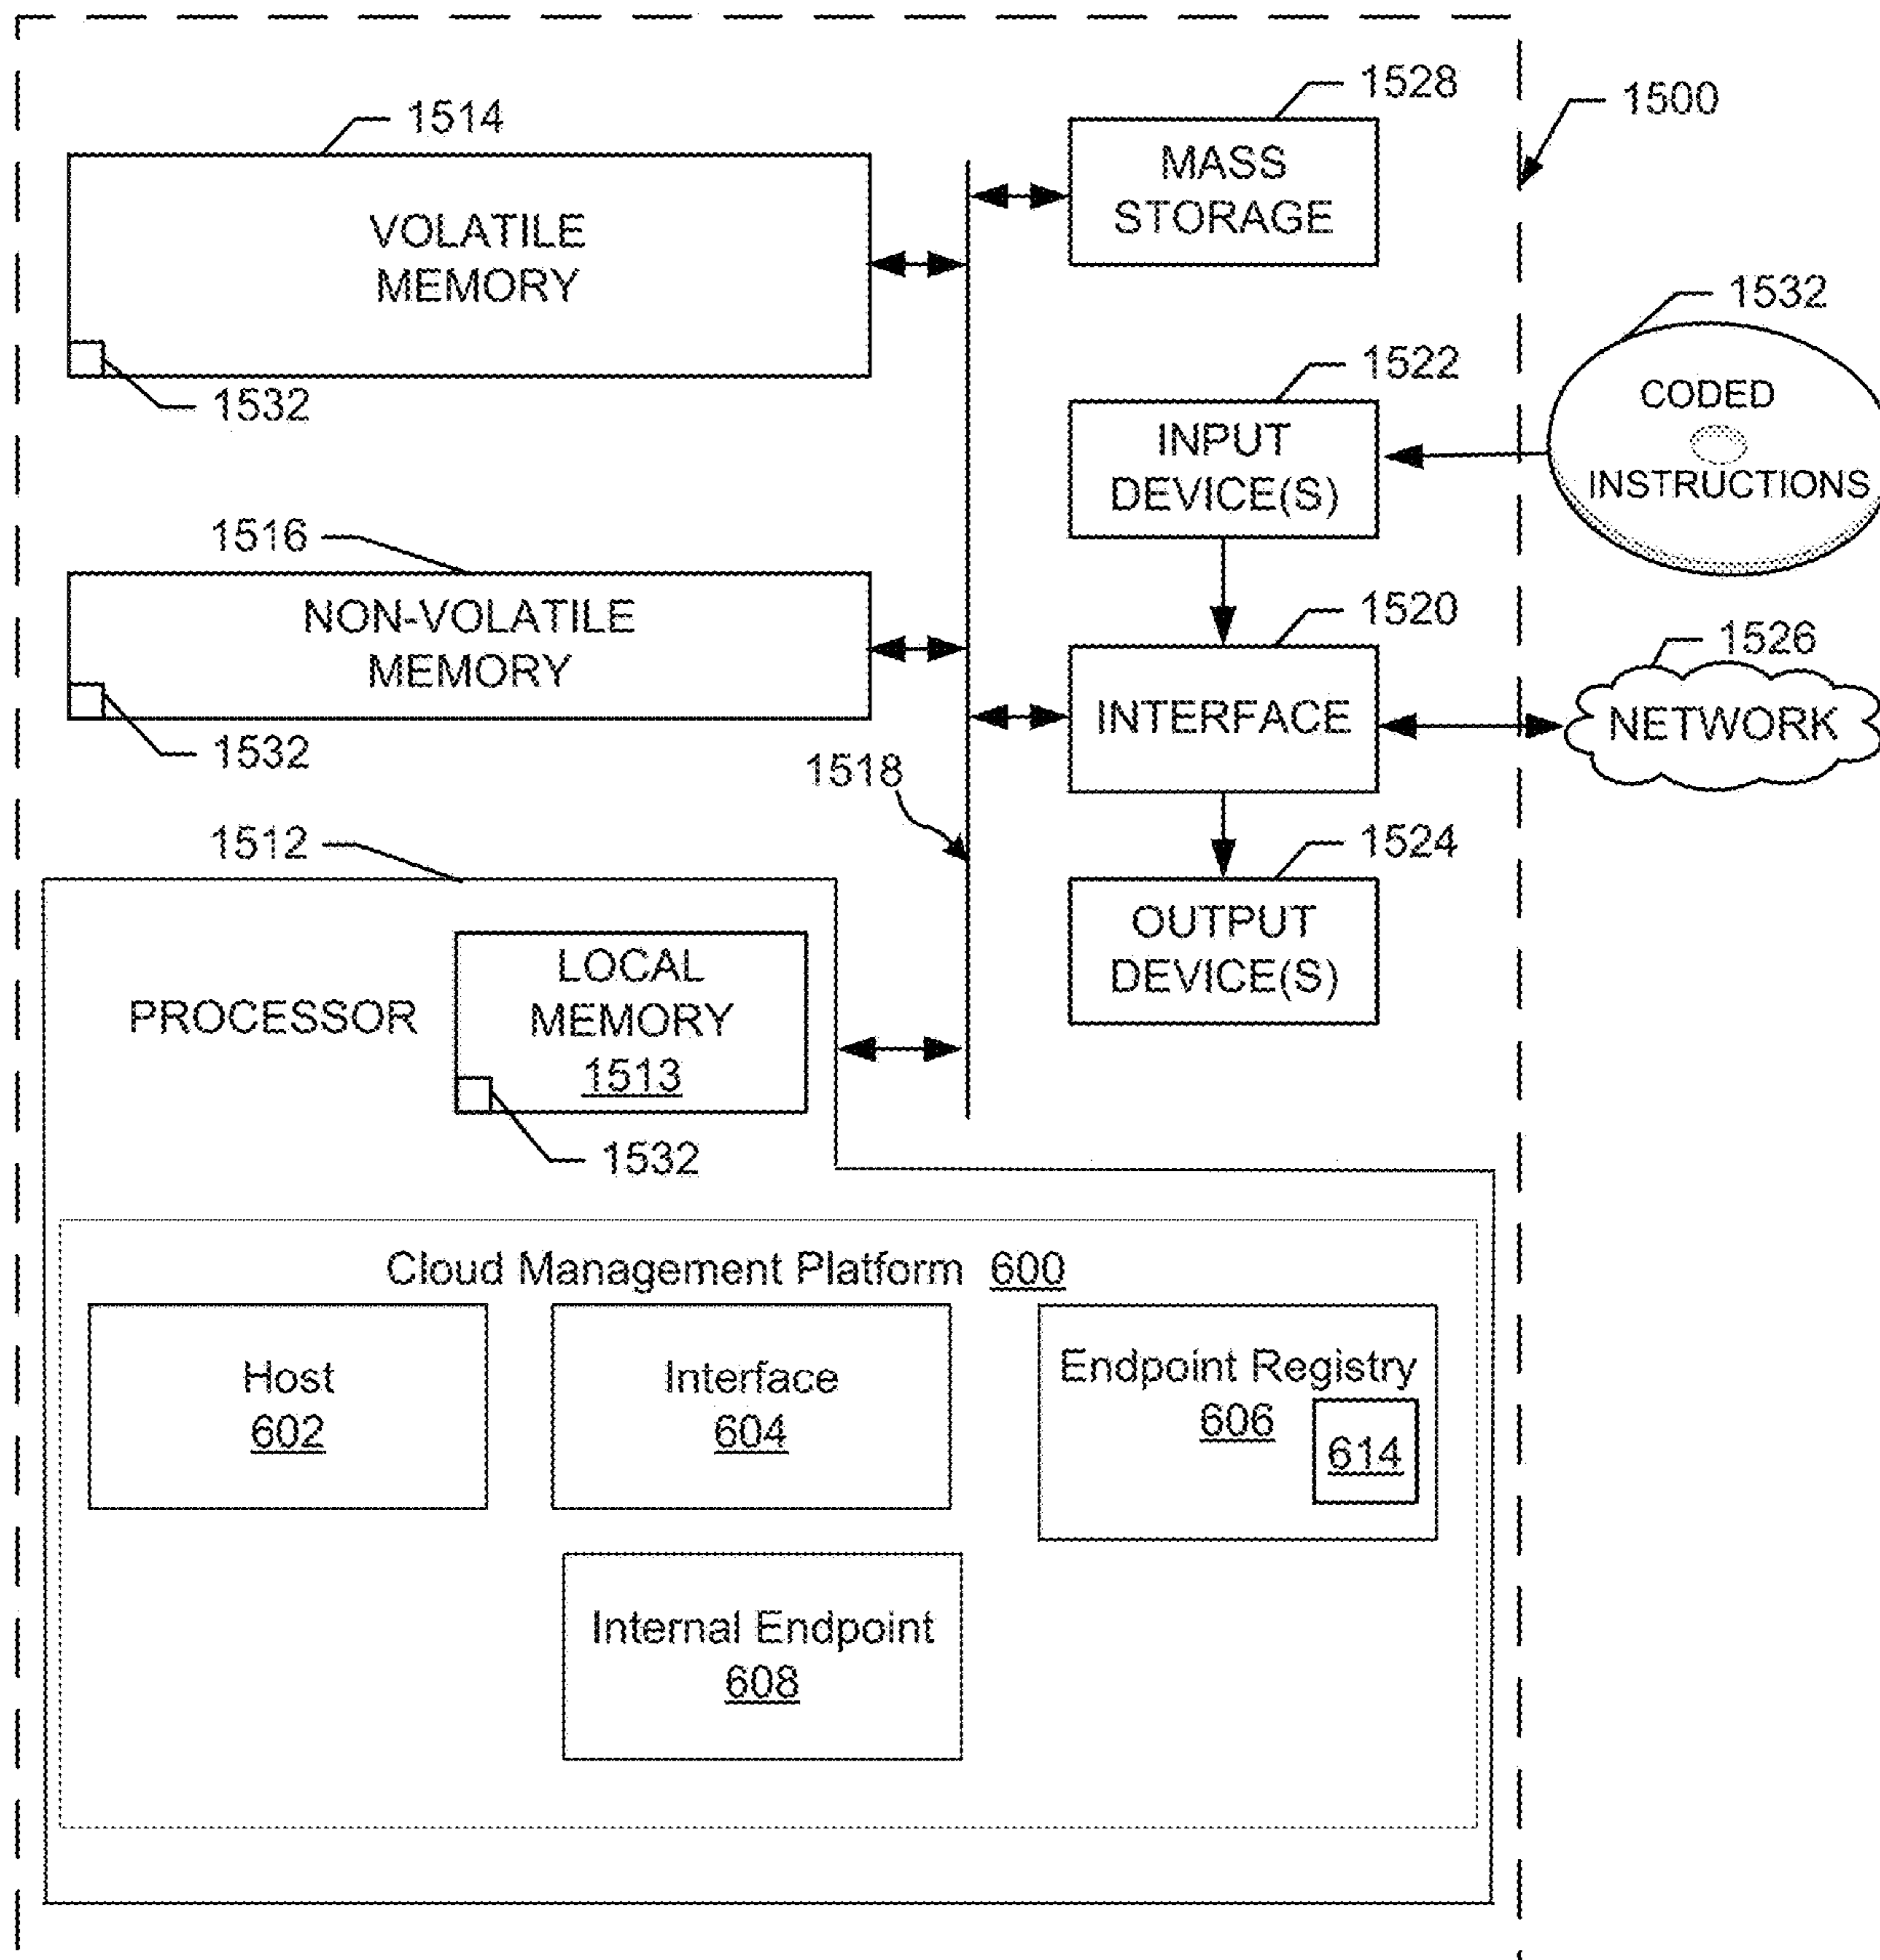 1514
VOLATILE
MEMORY
1532
1528
MASS
STORAGE
1500
1532
CODED
INSTRUCTIONS
1522
INPUT
DEVICE(S)
1516
NON-VOLATILE
MEMORY
1532
1520
INTERFACE
1526
NETWORK
1518
1512
PROCESSOR
LOCAL
MEMORY
1513
1532
1524
OUTPUT
DEVICE(S)
Cloud Management Platform 600
Host
602
Interface
604
Endpoint Registry
606
614
Internal Endpoint
608